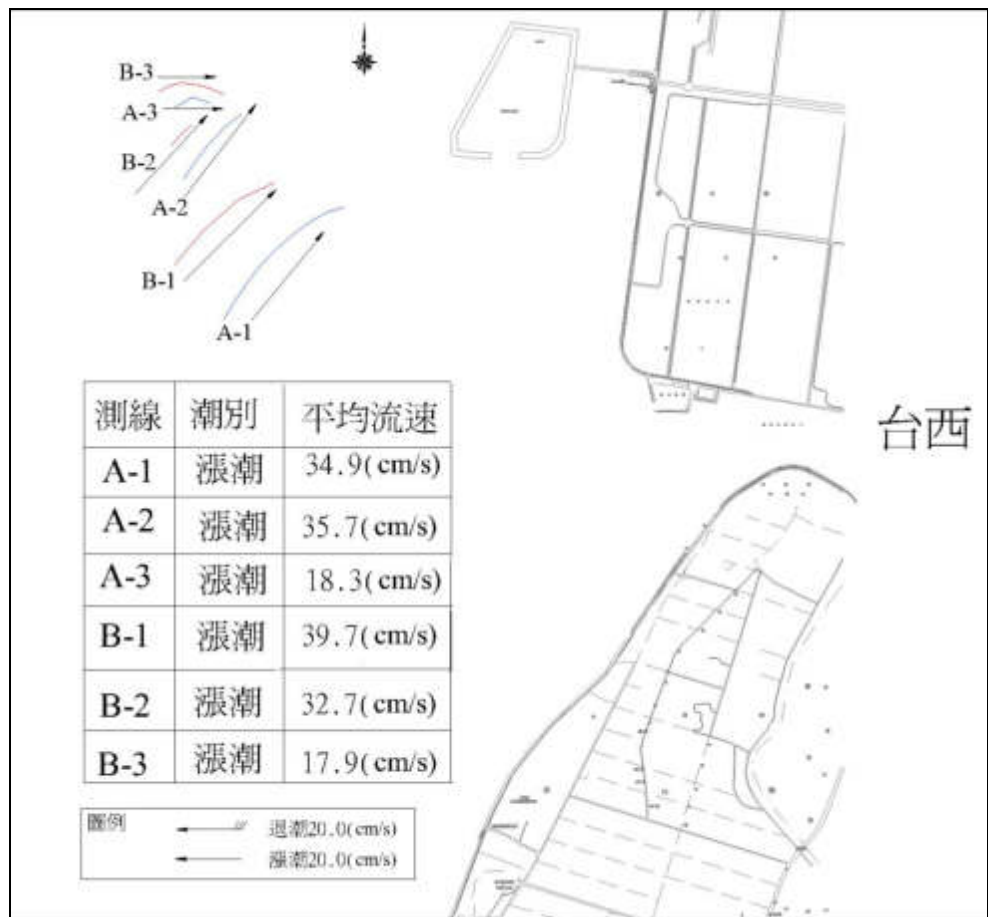 B-3
A-3
B-2
A-2
B-1
A-1
台西
測線 潮別 平均流速
A-1 漲潮 34.9(cm/s)
A-2 漲潮 35.7(cm/s)
A-3 漲潮 18.3(cm/s)
B-1 漲潮 39.7(cm/s)
B-2 漲潮 32.7(cm/s)
B-3 漲潮 17.9(cm/s)
圖例
退潮20.0(cm/s)
漲潮20.0(cm/s)